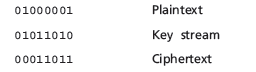 01000001 Plaintext
01011010 Key stream
00011011 Ciphertext